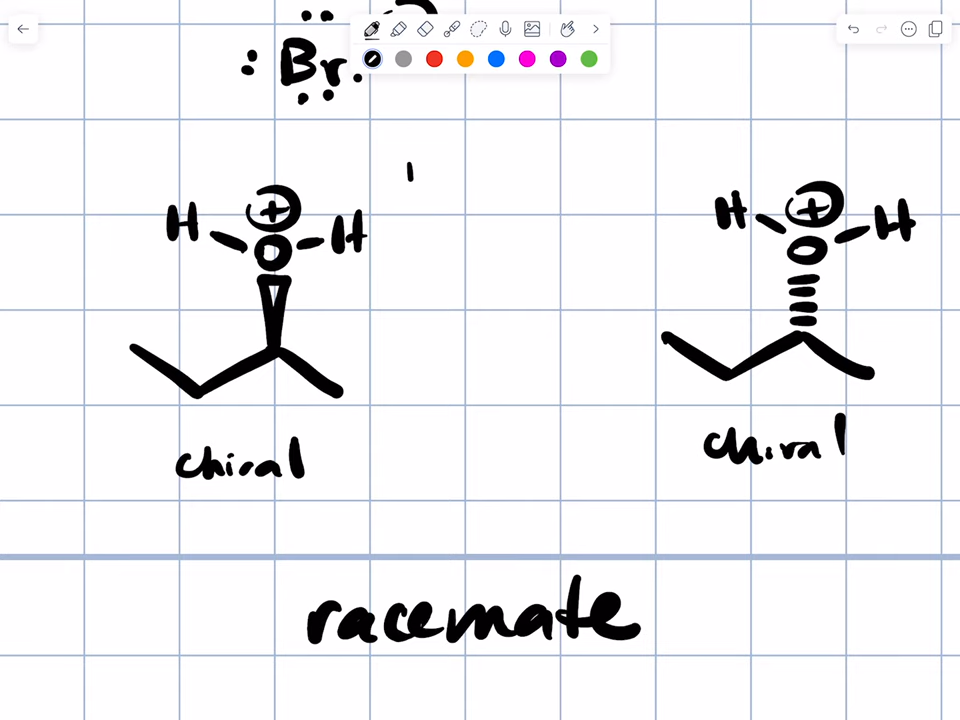 : Br .
H ⊕ H
O
H ⊕ H
O
chiral
chiral
racemate